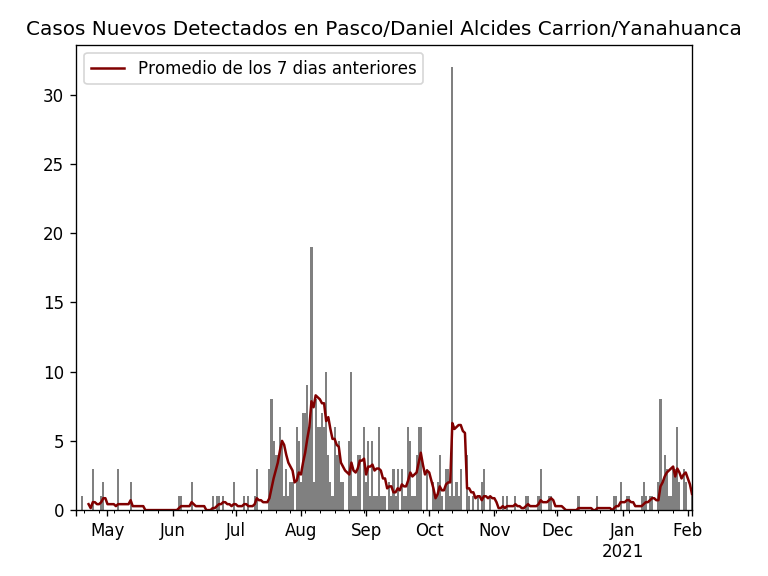 Casos Nuevos Detectados en Pasco/Daniel Alcides Carrion/Yanahuanca
Promedio de los 7 dias anteriores
30
25
20
15
10
5
0
May Jun Jul Aug Sep Oct Nov Dec Jan Feb
2021